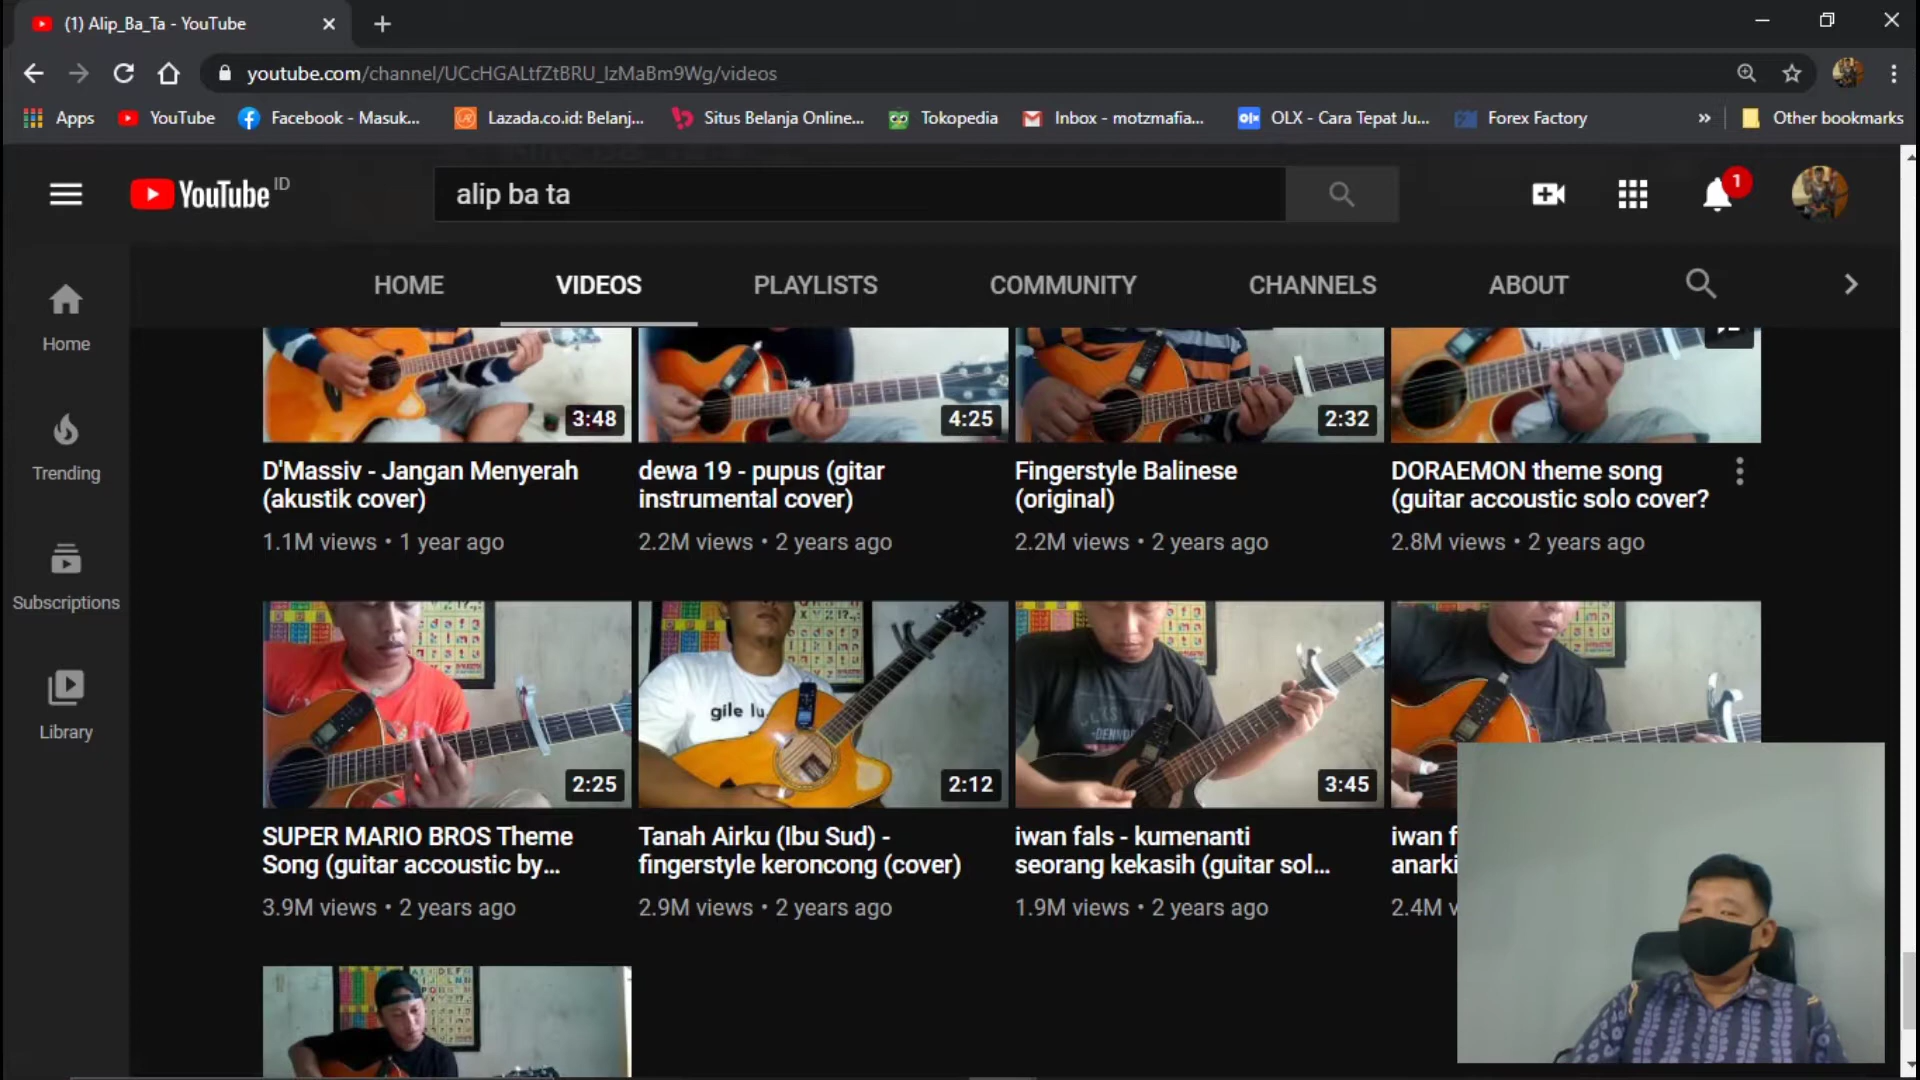 (1) Alip_Ba_Ta - YouTube
youtube.com/channel/UCcHGALtfZtBRU_IzMaBm9Wg/videos
Apps YouTube Facebook - Masuk... Lazada.co.id: Belanj... Situs Belanja Online... Tokopedia Inbox - motzmafia... OLX - Cara Tepat Ju... Forex Factory » Other bookmarks
YouTube ID
alip ba ta
1
HOME VIDEOS PLAYLISTS COMMUNITY CHANNELS ABOUT
Home
Trending
Subscriptions
Library
3:48
4:25
2:32
D'Massiv - Jangan Menyerah
(akustik cover)
1.1M views • 1 year ago
dewa 19 - pupus (gitar
instrumental cover)
2.2M views • 2 years ago
Fingerstyle Balinese
(original)
2.2M views • 2 years ago
DORAEMON theme song
(guitar accoustic solo cover?
2.8M views • 2 years ago
2:25
gile lu
2:12
3:45
SUPER MARIO BROS Theme
Song (guitar accoustic by...
3.9M views • 2 years ago
Tanah Airku (Ibu Sud) -
fingerstyle keroncong (cover)
2.9M views • 2 years ago
iwan fals - kumenanti
seorang kekasih (guitar sol...
1.9M views • 2 years ago
iwan f
anarki
2.4M v